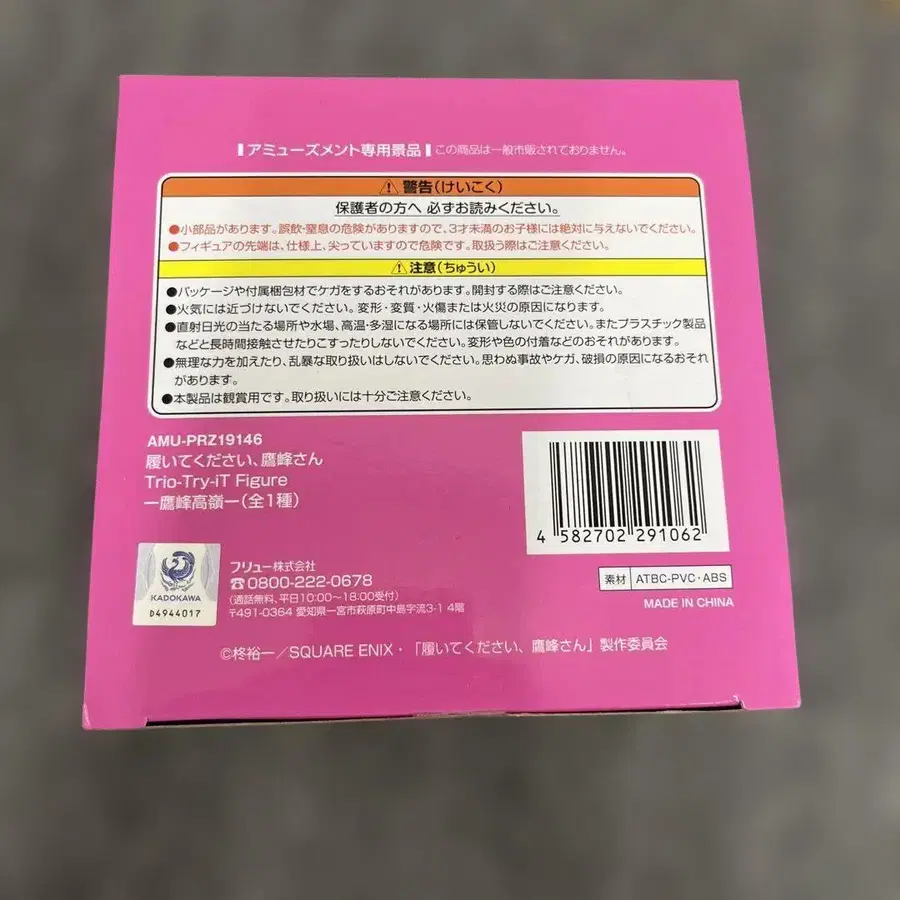 アミューズメント専用景品 この商品は一般市販されておりません。
⚠警告(けいこく)
保護者の方へ 必ずお読みください。
●小部品があります。誤飲・窒息の危険がありますので、3才未満のお子様には絶対に与えないでください。
●フィギュアの先端は、仕様上、尖っていますので危険です。取扱う際はご注意ください。
⚠注意(ちゅうい)
●パッケージや付属梱包材でケガをするおそれがあります。開封する際はご注意ください。
●火気には近づけないでください。変形・変質・火傷または火災の原因になります。
●直射日光の当たる場所や水場、高温・多湿になる場所には保管しないでください。またプラスチック製品
などと長時間接触させたりこすったりしないでください。変形や色の付着などのおそれがあります。
●無理な力を加えたり、乱暴な取り扱いはしないでください。思わぬ事故やケガ、破損の原因になるおそれ
があります。
●本製品は観賞用です。取り扱いには十分ご注意ください。
AMU-PRZ19146
履いてください、鷹峰さん
Trio-Try-iT Figure
―鷹峰高嶺―(全1種)
4 582702 291062
KADOKAWA
D4944017
フリュー株式会社
☎0800-222-0678
(通話無料、平日10:00～18:00受付)
〒491-0364 愛知県一宮市萩原町中島字流3-1 4階
素材 ATBC-PVC・ABS
MADE IN CHINA
©柊裕一／SQUARE ENIX・「履いてください、鷹峰さん」製作委員会